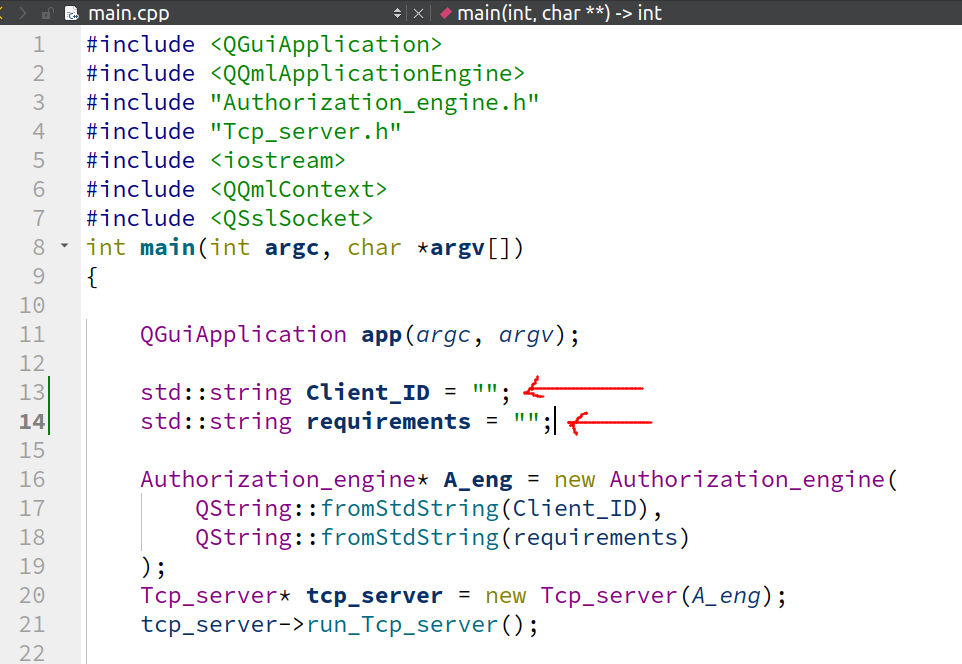 main.cpp main(int, char **) -> int
1 #include <QGuiApplication>
2 #include <QQmlApplicationEngine>
3 #include "Authorization_engine.h"
4 #include "Tcp_server.h"
5 #include <iostream>
6 #include <QQmlContext>
7 #include <QSslSocket>
8 int main(int argc, char *argv[])
9 {
10
11 QGuiApplication app(argc, argv);
12
13 std::string Client_ID = "";
14 std::string requirements = "";
15
16 Authorization_engine* A_eng = new Authorization_engine(
17 QString::fromStdString(Client_ID),
18 QString::fromStdString(requirements)
19 );
20 Tcp_server* tcp_server = new Tcp_server(A_eng);
21 tcp_server->run_Tcp_server();
22